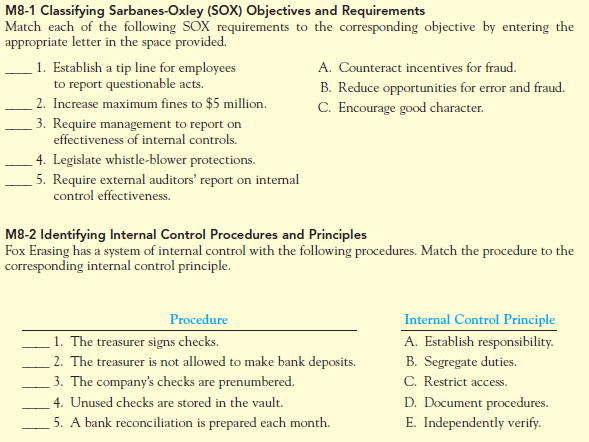 M8-1 Classifying Sarbanes-Oxley (SOX) Objectives and Requirements
Match each of the following SOX requirements to the corresponding objective by entering the
appropriate letter in the space provided.
____ 1. Establish a tip line for employees
to report questionable acts.
____ 2. Increase maximum fines to $5 million.
____ 3. Require management to report on
effectiveness of internal controls.
____ 4. Legislate whistle-blower protections.
____ 5. Require external auditors' report on internal
control effectiveness.
A. Counteract incentives for fraud.
B. Reduce opportunities for error and fraud.
C. Encourage good character.
M8-2 Identifying Internal Control Procedures and Principles
Fox Erasing has a system of internal control with the following procedures. Match the procedure to the
corresponding internal control principle.
Procedure
____ 1. The treasurer signs checks.
____ 2. The treasurer is not allowed to make bank deposits.
____ 3. The company's checks are prenumbered.
____ 4. Unused checks are stored in the vault.
____ 5. A bank reconciliation is prepared each month.
Internal Control Principle
A. Establish responsibility.
B. Segregate duties.
C. Restrict access.
D. Document procedures.
E. Independently verify.